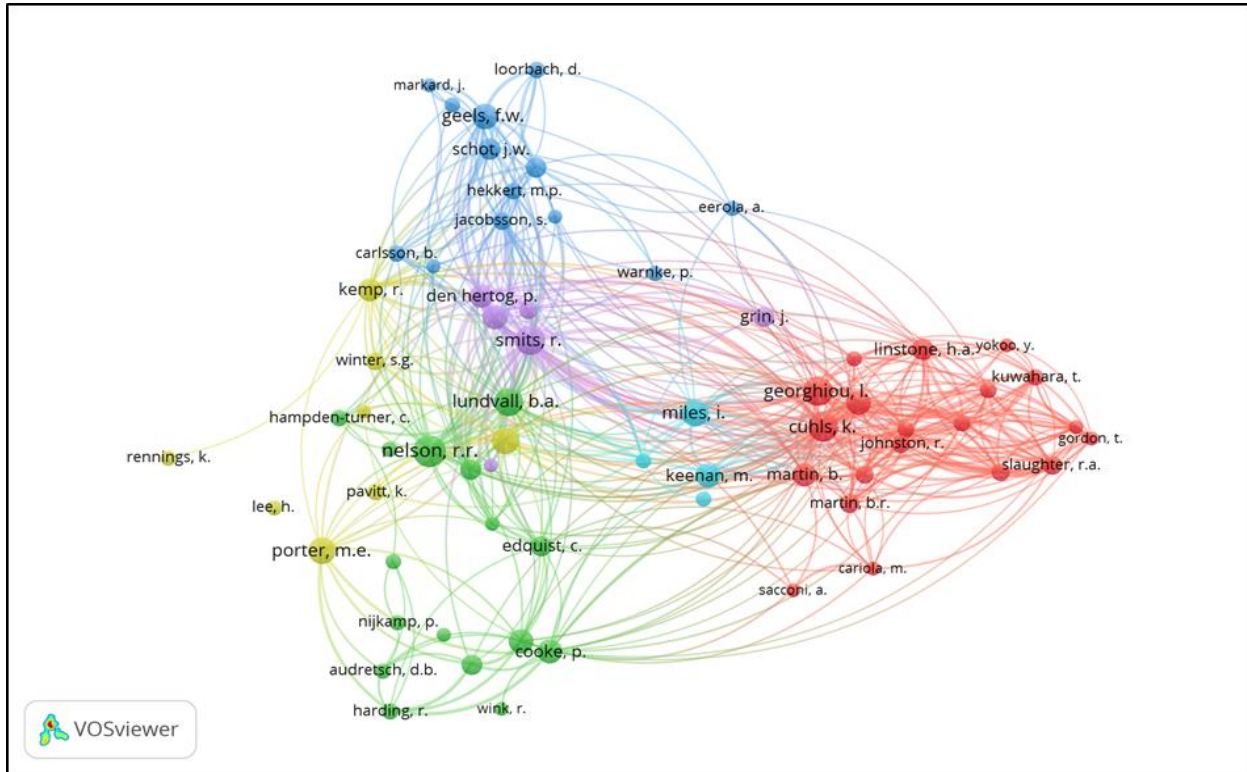 loorbach, d.
markard, j.
geels, f.w.
schot, j.w.
hekkert, m.p.
eerola, a.
jacobsson, s.
carlsson, b.
warnke, p.
kemp, r.
den hertog, p.
grin, j.
smits, r.
linstone, h.a.
yokoo, y.
winter, s.g.
kuwahara, t.
georghiou, l.
lundvall, b.a.
miles, i.
hampden-turner, c.
cuhls, k.
johnston, r.
gordon, t.
nelson, r.r.
rennings, k.
keenan, m.
martin, b.
slaughter, r.a.
pavitt, k.
lee, h.
martin, b.r.
porter, m.e.
edquist, c.
cariola, m.
sacconi, a.
nijkamp, p.
cooke, p.
audretsch, d.b.
harding, r.
wink, r.
VOSviewer